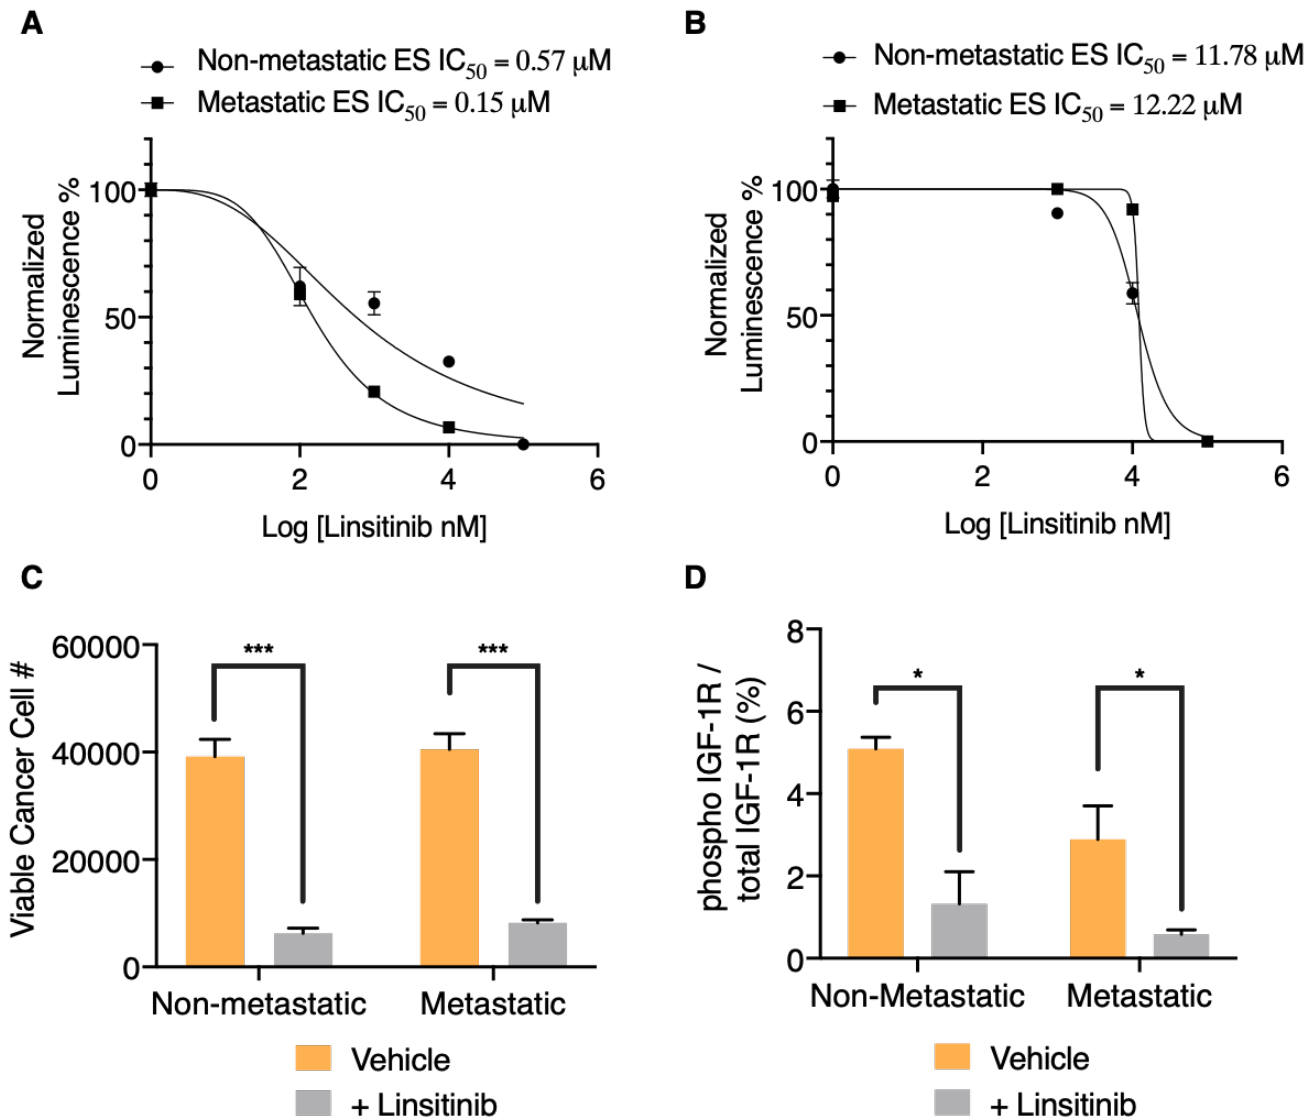 A
Non-metastatic ES IC50 = 0.57 µM
Metastatic ES IC50 = 0.15 µM
Normalized
Luminescence %
100
50
0
0 2 4 6
Log [Linsitinib nM]
B
Non-metastatic ES IC50 = 11.78 µM
Metastatic ES IC50 = 12.22 µM
Normalized
Luminescence %
100
50
0
0 2 4 6
Log [Linsitinib nM]
C
Viable Cancer Cell #
60000
40000
20000
0
*** ***
Non-metastatic Metastatic
Vehicle
+ Linsitinib
D
phospho IGF-1R /
total IGF-1R (%)
8
6
4
2
0
* *
Non-Metastatic Metastatic
Vehicle
+ Linsitinib